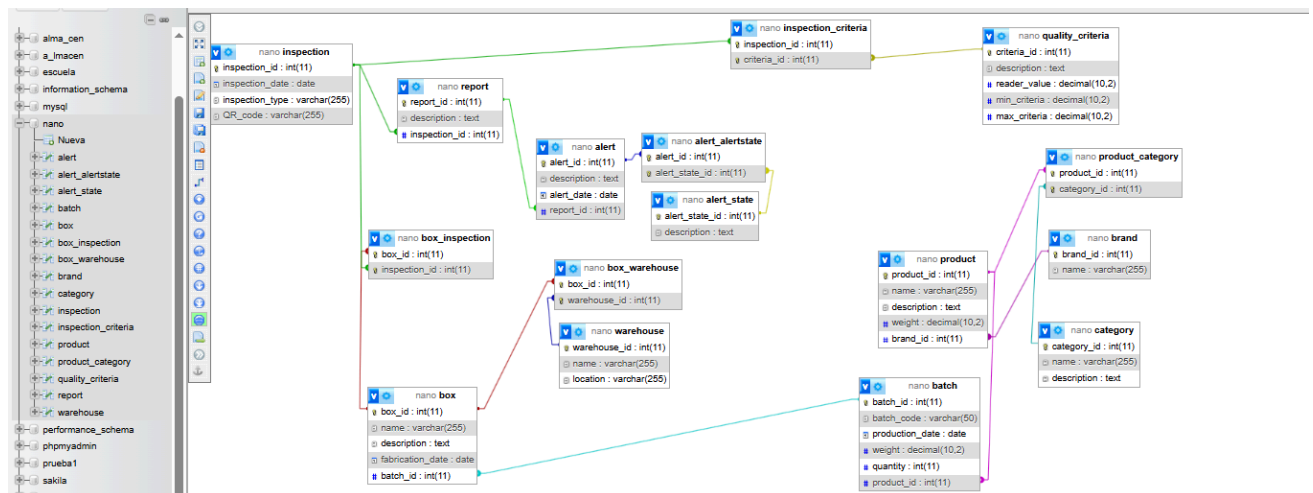 alma_cen
a_lmacen
escuela
information_schema
mysql
nano
Nueva
alert
alert_alertstate
alert_state
batch
box
box_inspection
box_warehouse
brand
category
inspection
inspection_criteria
product
product_category
quality_criteria
report
warehouse
performance_schema
phpmyadmin
prueba1
sakila
nano inspection
inspection_id : int(11)
inspection_date : date
inspection_type : varchar(255)
QR_code : varchar(255)
nano report
report_id : int(11)
description : text
inspection_id : int(11)
nano alert
alert_id : int(11)
description : text
alert_date : date
report_id : int(11)
nano alert_alertstate
alert_id : int(11)
alert_state_id : int(11)
nano alert_state
alert_state_id : int(11)
description : text
nano inspection_criteria
inspection_id : int(11)
criteria_id : int(11)
nano quality_criteria
criteria_id : int(11)
description : text
reader_value : decimal(10,2)
min_criteria : decimal(10,2)
max_criteria : decimal(10,2)
nano box_inspection
box_id : int(11)
inspection_id : int(11)
nano box_warehouse
box_id : int(11)
warehouse_id : int(11)
nano warehouse
warehouse_id : int(11)
name : varchar(255)
location : varchar(255)
nano box
box_id : int(11)
name : varchar(255)
description : text
fabrication_date : date
batch_id : int(11)
nano product_category
product_id : int(11)
category_id : int(11)
nano brand
brand_id : int(11)
name : varchar(255)
nano product
product_id : int(11)
name : varchar(255)
description : text
weight : decimal(10,2)
brand_id : int(11)
nano category
category_id : int(11)
name : varchar(255)
description : text
nano batch
batch_id : int(11)
batch_code : varchar(50)
production_date : date
weight : decimal(10,2)
quantity : int(11)
product_id : int(11)